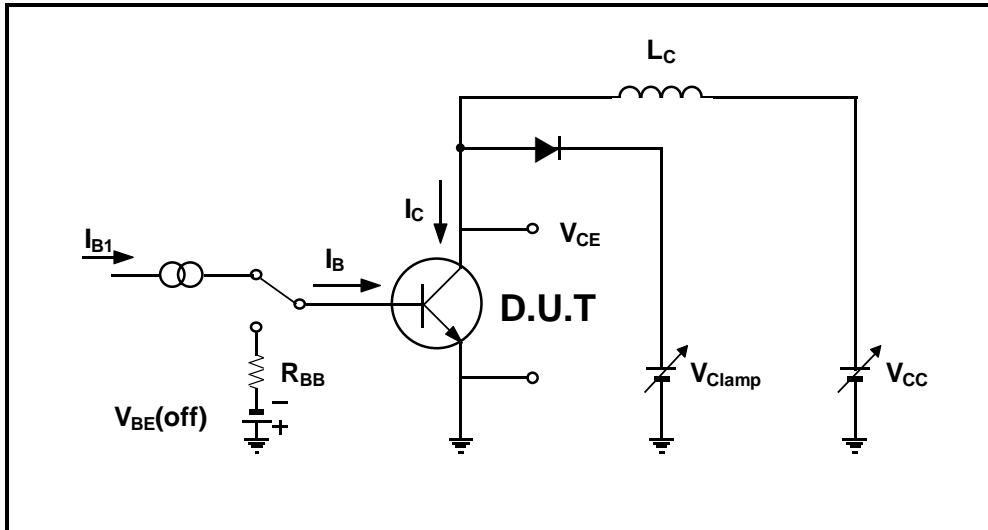 L_C
I_C
V_CE
I_B1
I_B
D.U.T
R_BB
V_Clamp
V_CC
−
V_BE(off)
+